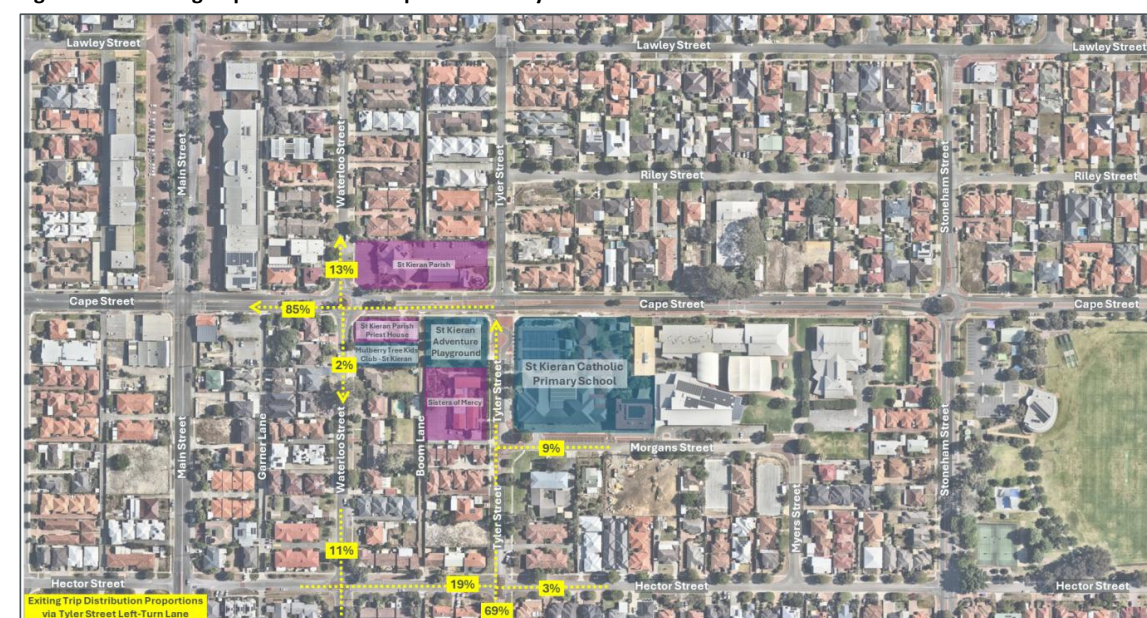 Lawley Street
Lawley Street
Lawley Street
Main Street
Waterloo Street
Tyler Street
Stoneham Street
Riley Street
Riley Street
St Kieran Parish
13%
Cape Street
85%
Cape Street
Cape Street
St Kieran Parish
Priest House
Mulberry Tree Kids
Club - St Kieran
St Kieran
Adventure
Playground
St Kieran Catholic
Primary School
2%
Sisters of Mercy
Tyler Street
Main Street
Garner Lane
Waterloo Street
Boom Lane
9%
Morgans Street
Stoneham Street
Tyler Street
Myers Street
11%
Hector Street
19%
3%
Hector Street
Hector Street
Exiting Trip Distribution Proportions
via Tyler Street Left-Turn Lane
69%